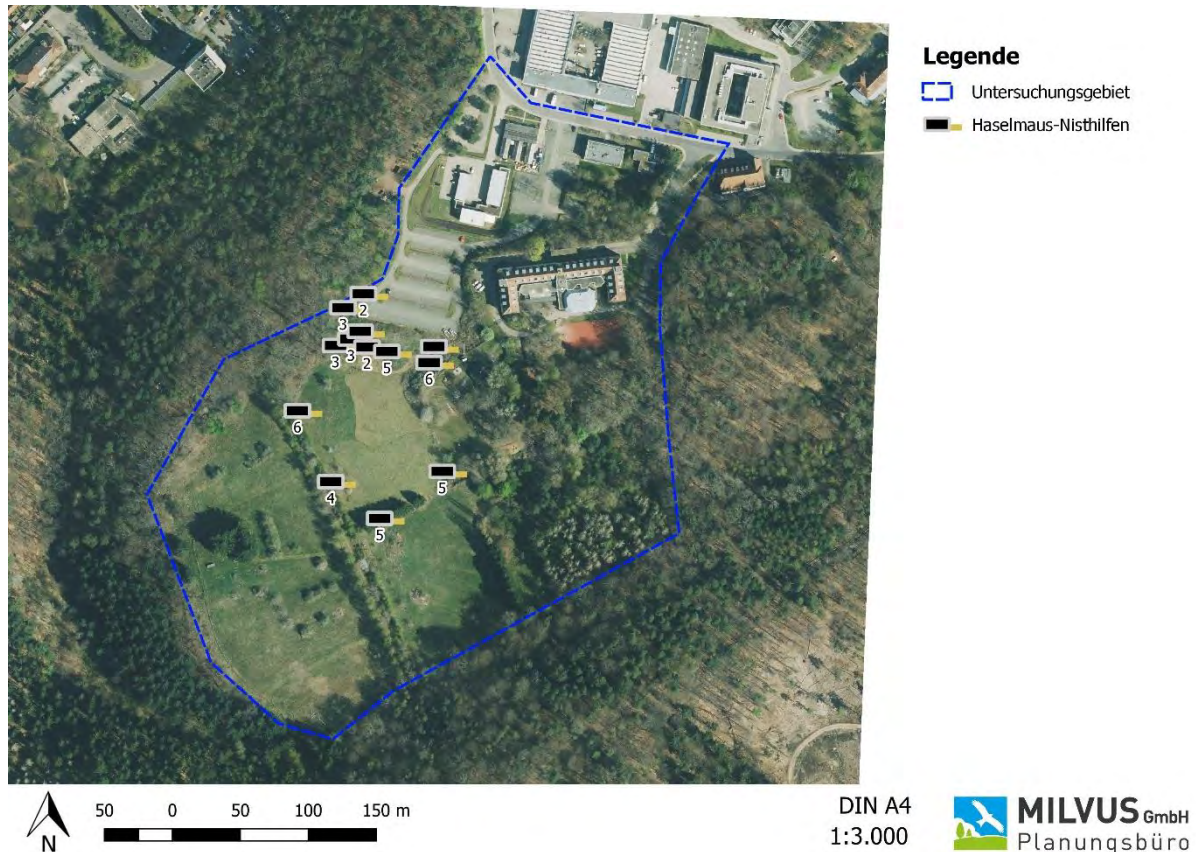 Legende
Untersuchungsgebiet
Haselmaus-Nisthilfen
2
3
3
3
2
5
6
6
4
5
5
50 0 50 100 150 m
N
DIN A4
1:3.000
MILVUS GmbH
Planungsbüro